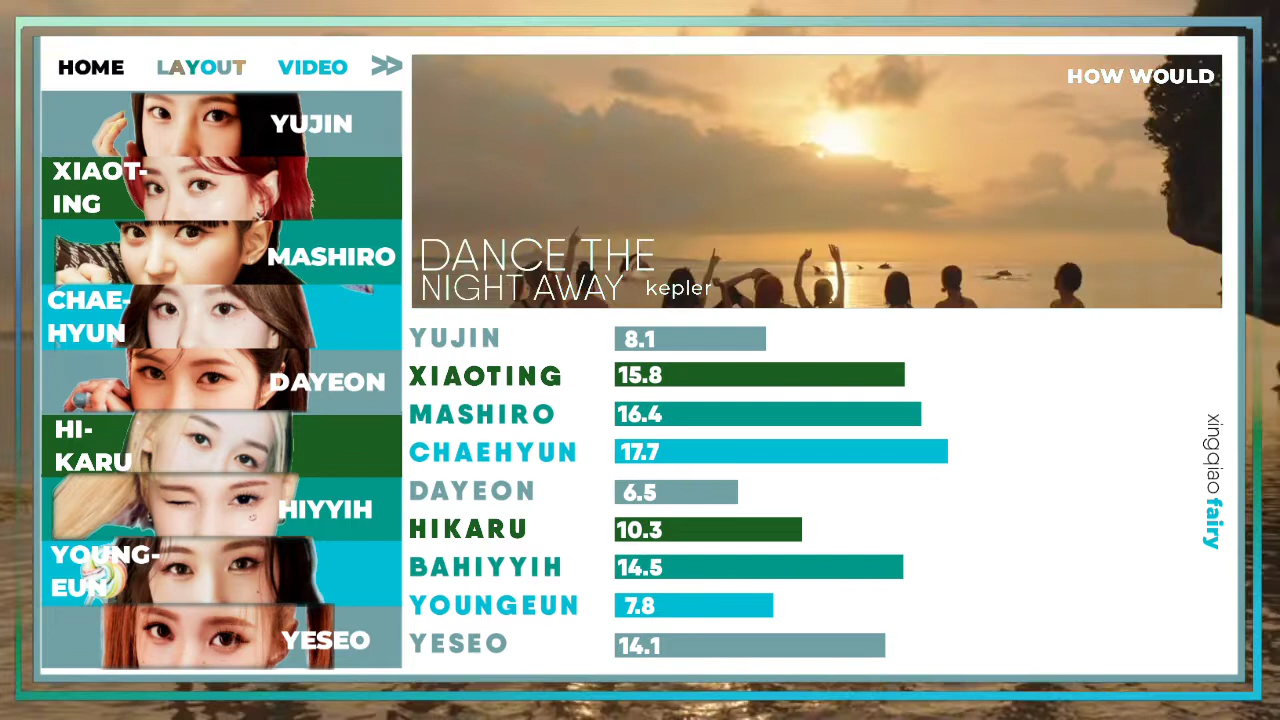 HOME LAYOUT VIDEO >>
YUJIN
XIAOT-
ING
MASHIRO
CHAE-
HYUN
DAYEON
HI-
KARU
HIYYIH
YOUNG-
EUN
YESEO
HOW WOULD
DANCE THE
NIGHT AWAY kepler
YUJIN 8.1
XIAOTING 15.8
MASHIRO 16.4
CHAEHYUN 17.7
DAYEON 6.5
HIKARU 10.3
BAHIYYIH 14.5
YOUNGEUN 7.8
YESEO 14.1
xingqiao fairy